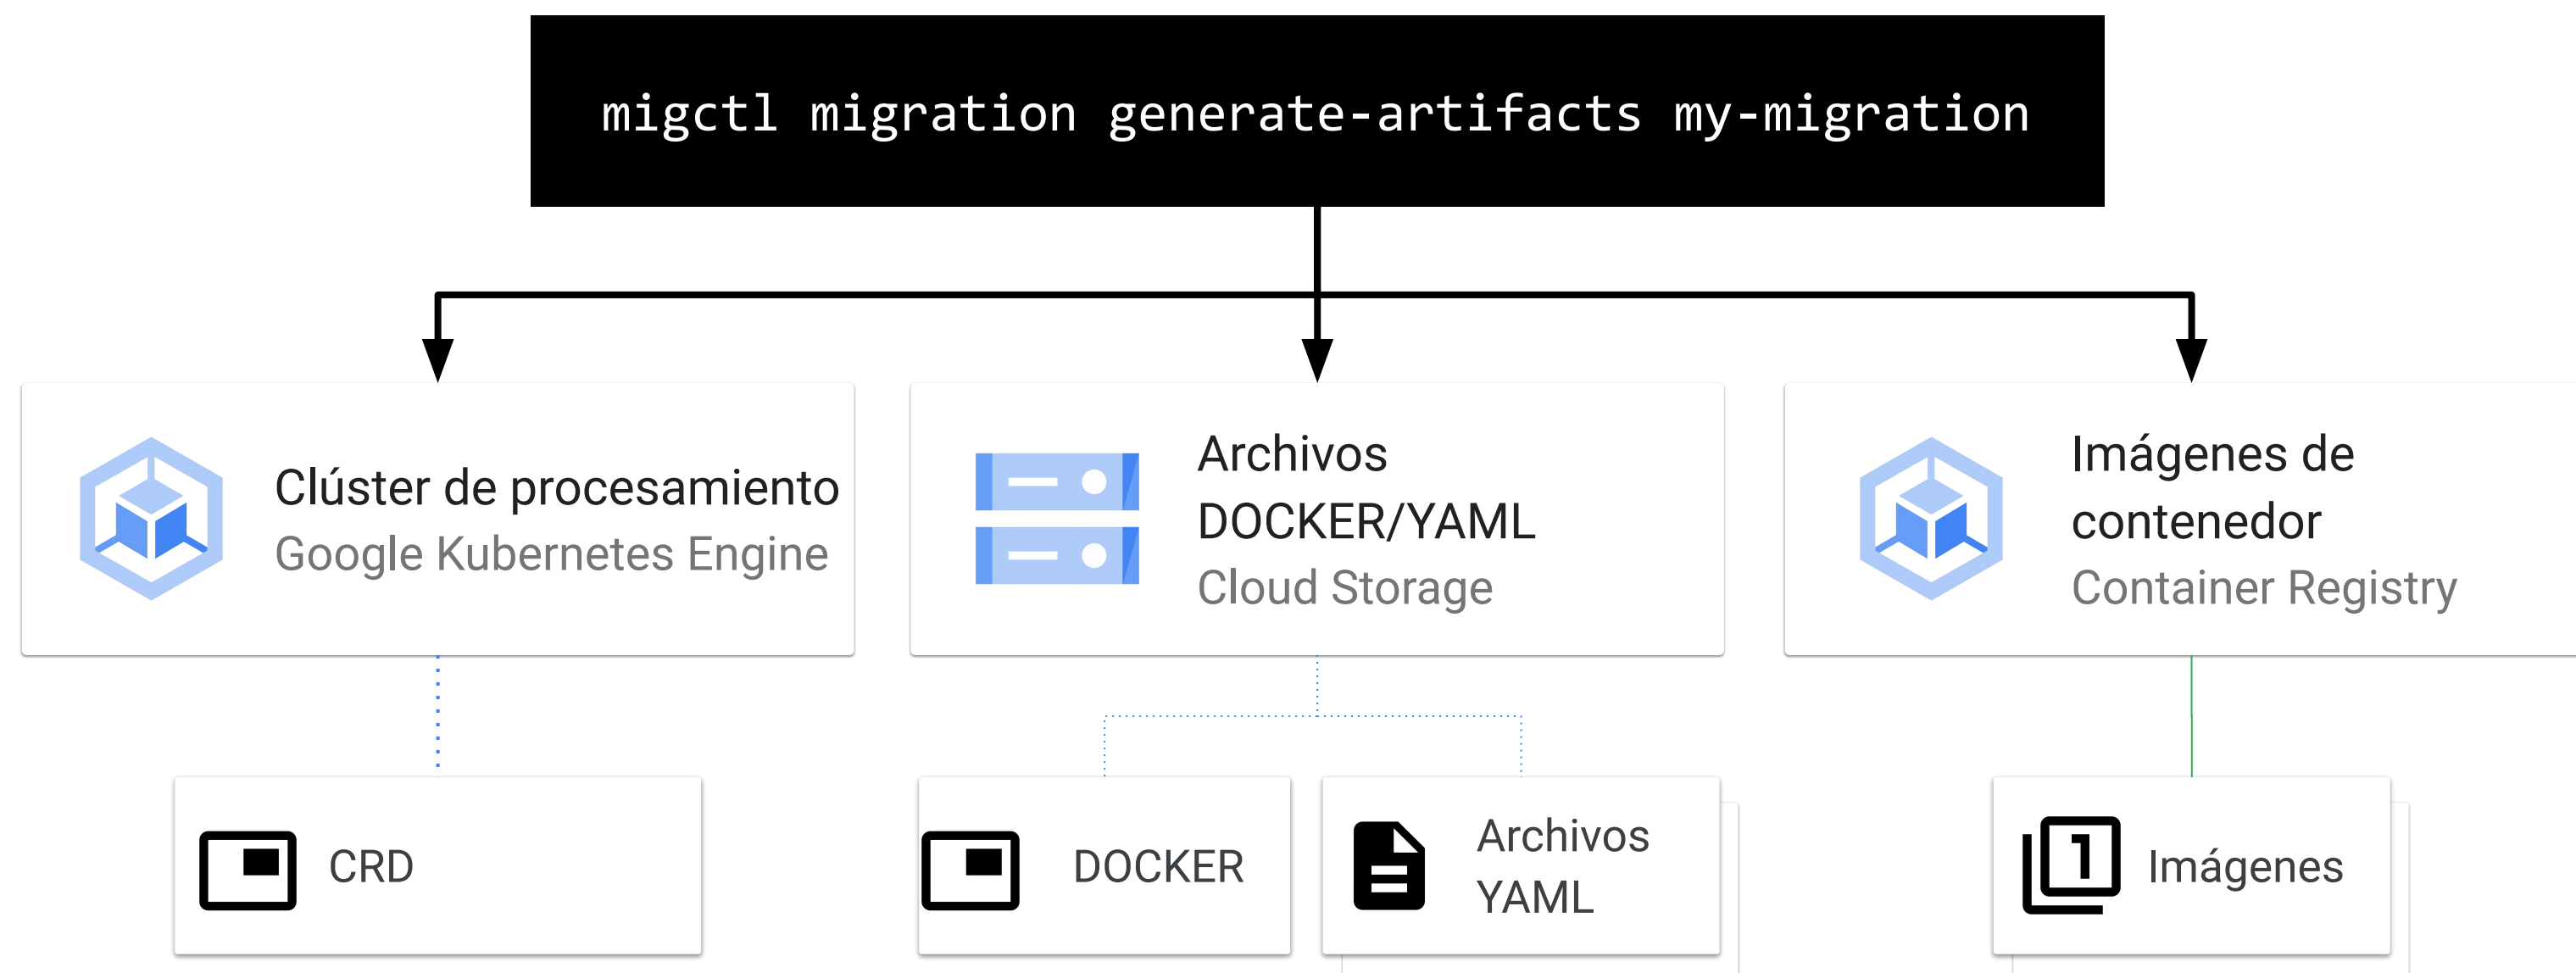 migctl migration generate-artifacts my-migration
Clúster de procesamiento
Google Kubernetes Engine
Archivos
DOCKER/YAML
Cloud Storage
Imágenes de
contenedor
Container Registry
CRD
DOCKER
Archivos
YAML
Imágenes